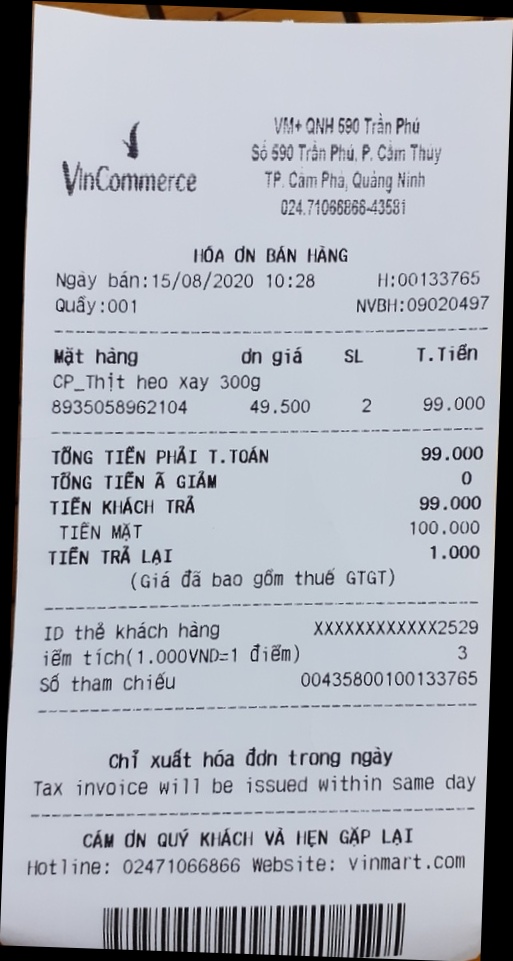 VinCommerce
VM+ QNH 590 Trần Phú
Số 590 Trần Phú, P. Cẩm Thủy
TP. Cẩm Phả, Quảng Ninh
024.71066866-43581
HÓA ƠN BÁN HÀNG
Ngày bán:15/08/2020 10:28 H:00133765
Quầy:001 NVBH:09020497
Mặt hàng ơn giá SL T.Tiền
CP_Thịt heo xay 300g
8935058962104 49.500 2 99.000
TỔNG TIỀN PHẢI T.TOÁN 99.000
TỔNG TIỀN Ã GIẢM 0
TIỀN KHÁCH TRẢ 99.000
TIỀN MẶT 100.000
TIỀN TRẢ LẠI 1.000
(Giá đã bao gồm thuế GTGT)
ID thẻ khách hàng XXXXXXXXXXXX2529
iểm tích(1.000VND=1 điểm) 3
Số tham chiếu 00435800100133765
Chỉ xuất hóa đơn trong ngày
Tax invoice will be issued within same day
CÁM ƠN QUÝ KHÁCH VÀ HẸN GẶP LẠI
Hotline: 02471066866 Website: vinmart.com